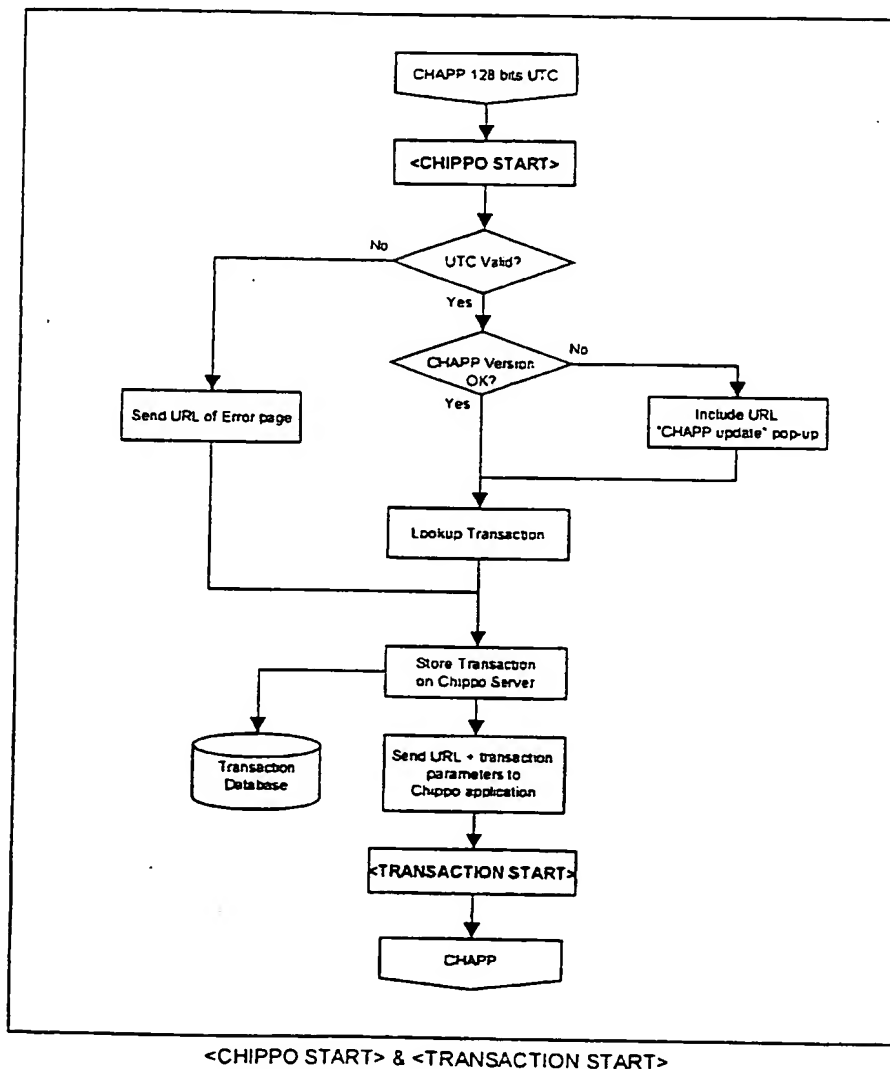 CHAPP 128 bits UTC
<CHIPPO START>
No
UTC Valid?
Yes
CHAPP Version
OK?
No
Yes
Send URL of Error page
Include URL
"CHAPP update" pop-up
Lookup Transaction
Store Transaction
on Chippo Server
Transaction
Database
Send URL + transaction
parameters to
Chippo application
<TRANSACTION START>
CHAPP
<CHIPPO START> & <TRANSACTION START>